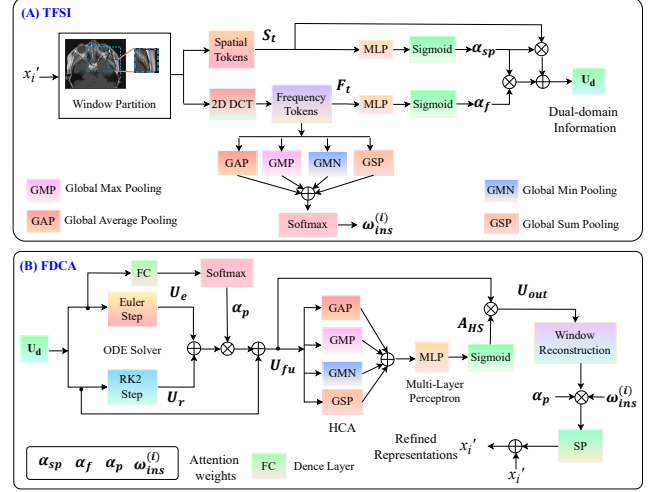 (A) TFSI
x_i′
Window Partition
Spatial
Tokens
S_t
MLP
Sigmoid
α_sp
2D DCT
Frequency
Tokens
F_t
MLP
Sigmoid
α_f
U_d
Dual-domain
Information
GAP
GMP
GMN
GSP
Softmax
ω_ins^(i)
GMP
Global Max Pooling
GAP
Global Average Pooling
GMN
Global Min Pooling
GSP
Global Sum Pooling
(B) FDCA
U_d
FC
Softmax
Euler
Step
U_e
α_p
ODE Solver
RK2
Step
U_r
U_fu
GAP
GMP
GMN
GSP
HCA
MLP
Multi-Layer
Perceptron
Sigmoid
A_HS
U_out
Window
Reconstruction
α_p
ω_ins^(i)
SP
Refined
Representations
x_i′
x_i′
α_sp α_f α_p ω_ins^(i)
Attention
weights
FC
Dence Layer